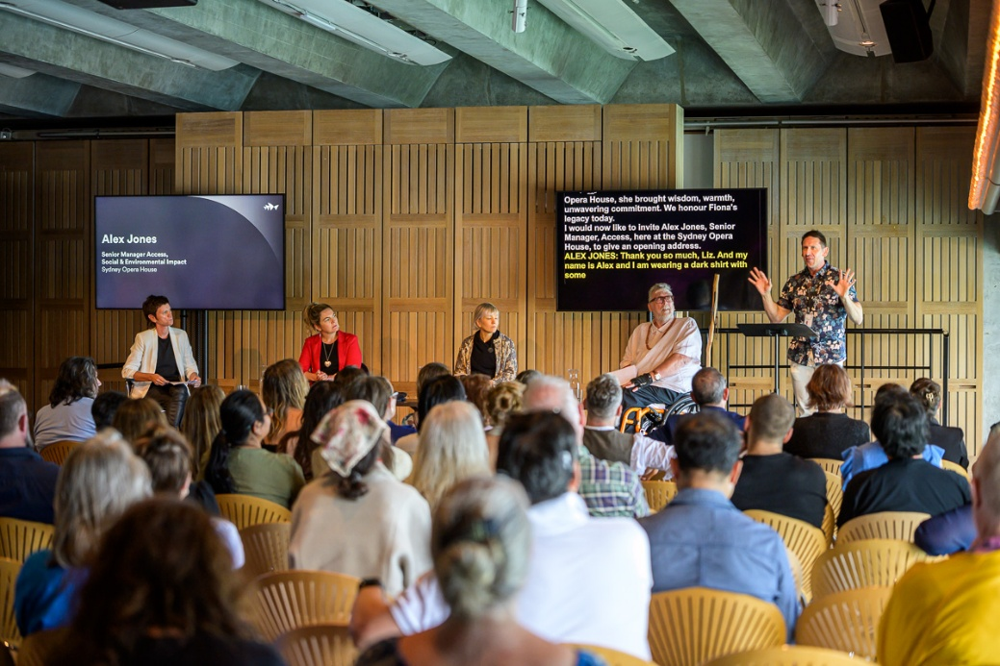 Alex Jones
Senior Manager Access,
Social & Environmental Impact
Sydney Opera House
Opera House, she brought wisdom, warmth,
unwavering commitment. We honour Fiona's
legacy today.
I would now like to invite Alex Jones, Senior
Manager, Access, here at the Sydney Opera
House, to give an opening address.
ALEX JONES: Thank you so much, Liz. And my
name is Alex and I am wearing a dark shirt with
some